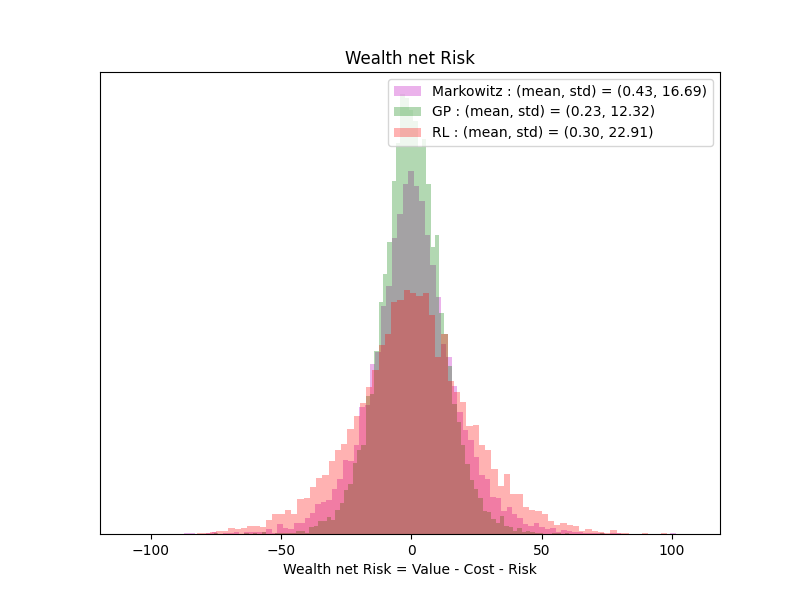 Wealth net Risk
Markowitz : (mean, std) = (0.43, 16.69)
GP : (mean, std) = (0.23, 12.32)
RL : (mean, std) = (0.30, 22.91)
−100 −50 0 50 100
Wealth net Risk = Value - Cost - Risk